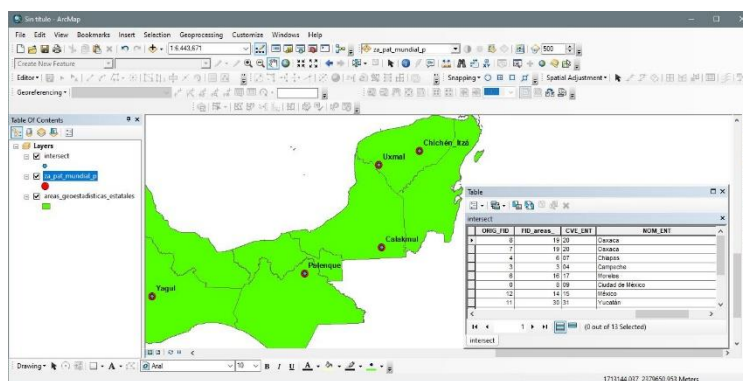 Sin título - ArcMap
File Edit View Bookmarks Insert Selection Geoprocessing Customize Windows Help
1:6,443,671
za_pat_mundial_p
500
Create New Feature
Editor
Snapping
Spatial Adjustment
Georeferencing
Table Of Contents
Layers
intersect
za_pat_mundial_p
areas_geoestadisticas_estatales
Chichén_Itzá
Uxmal
Calakmul
Palenque
Yagul
Table
intersect
ORIG_FID FID_areas_ CVE_ENT NOM_ENT
8 19 20 Oaxaca
7 19 20 Oaxaca
4 6 07 Chiapas
3 3 04 Campeche
6 16 17 Morelos
0 8 09 Ciudad de México
12 14 15 México
11 30 31 Yucatán
1 (0 out of 13 Selected)
intersect
Drawing A Arial 10 B I U A
1713144.037 2379650.953 Meters